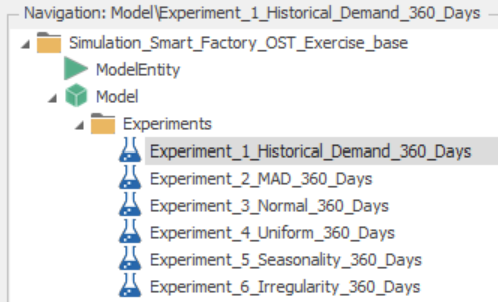 Navigation: Model\Experiment_1_Historical_Demand_360_Days
Simulation_Smart_Factory_OST_Exercise_base
ModelEntity
Model
Experiments
Experiment_1_Historical_Demand_360_Days
Experiment_2_MAD_360_Days
Experiment_3_Normal_360_Days
Experiment_4_Uniform_360_Days
Experiment_5_Seasonality_360_Days
Experiment_6_Irregularity_360_Days